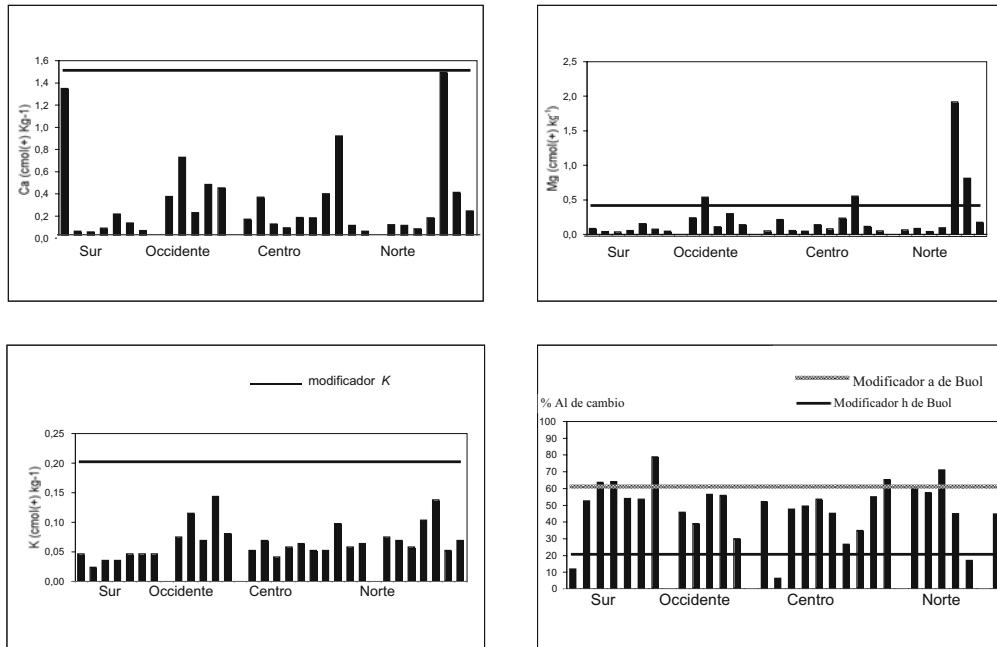 Ca (cmol(+) Kg-1)
1,6
1,4
1,2
1,0
0,8
0,6
0,4
0,2
0,0
Sur Occidente Centro Norte
Mg (cmol(+) kg-1)
2,5
2,0
1,5
1,0
0,5
0,0
Sur Occidente Centro Norte
modificador K
K (cmol(+) kg-1)
0,25
0,20
0,15
0,10
0,05
0,00
Sur Occidente Centro Norte
Modificador a de Buol
% Al de cambio
Modificador h de Buol
100
90
80
70
60
50
40
30
20
10
0
Sur Occidente Centro Norte